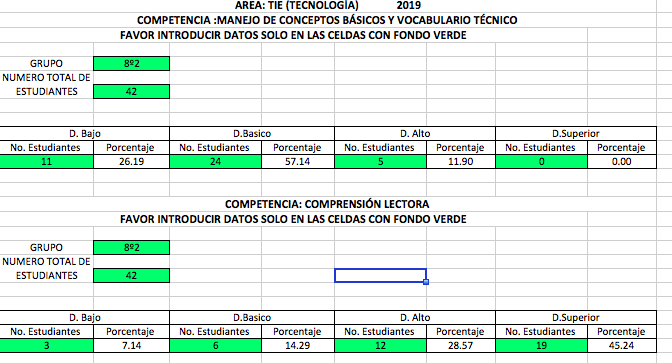 AREA: TIE (TECNOLOGÍA) 2019
COMPETENCIA :MANEJO DE CONCEPTOS BÁSICOS Y VOCABULARIO TÉCNICO
FAVOR INTRODUCIR DATOS SOLO EN LAS CELDAS CON FONDO VERDE
GRUPO 8º2
NUMERO TOTAL DE
ESTUDIANTES 42
D. Bajo D.Basico D. Alto D.Superior
No. Estudiantes Porcentaje No. Estudiantes Porcentaje No. Estudiantes Porcentaje No. Estudiantes Porcentaje
11 26.19 24 57.14 5 11.90 0 0.00
COMPETENCIA: COMPRENSIÓN LECTORA
FAVOR INTRODUCIR DATOS SOLO EN LAS CELDAS CON FONDO VERDE
GRUPO 8º2
NUMERO TOTAL DE
ESTUDIANTES 42
D. Bajo D.Basico D. Alto D.Superior
No. Estudiantes Porcentaje No. Estudiantes Porcentaje No. Estudiantes Porcentaje No. Estudiantes Porcentaje
3 7.14 6 14.29 12 28.57 19 45.24